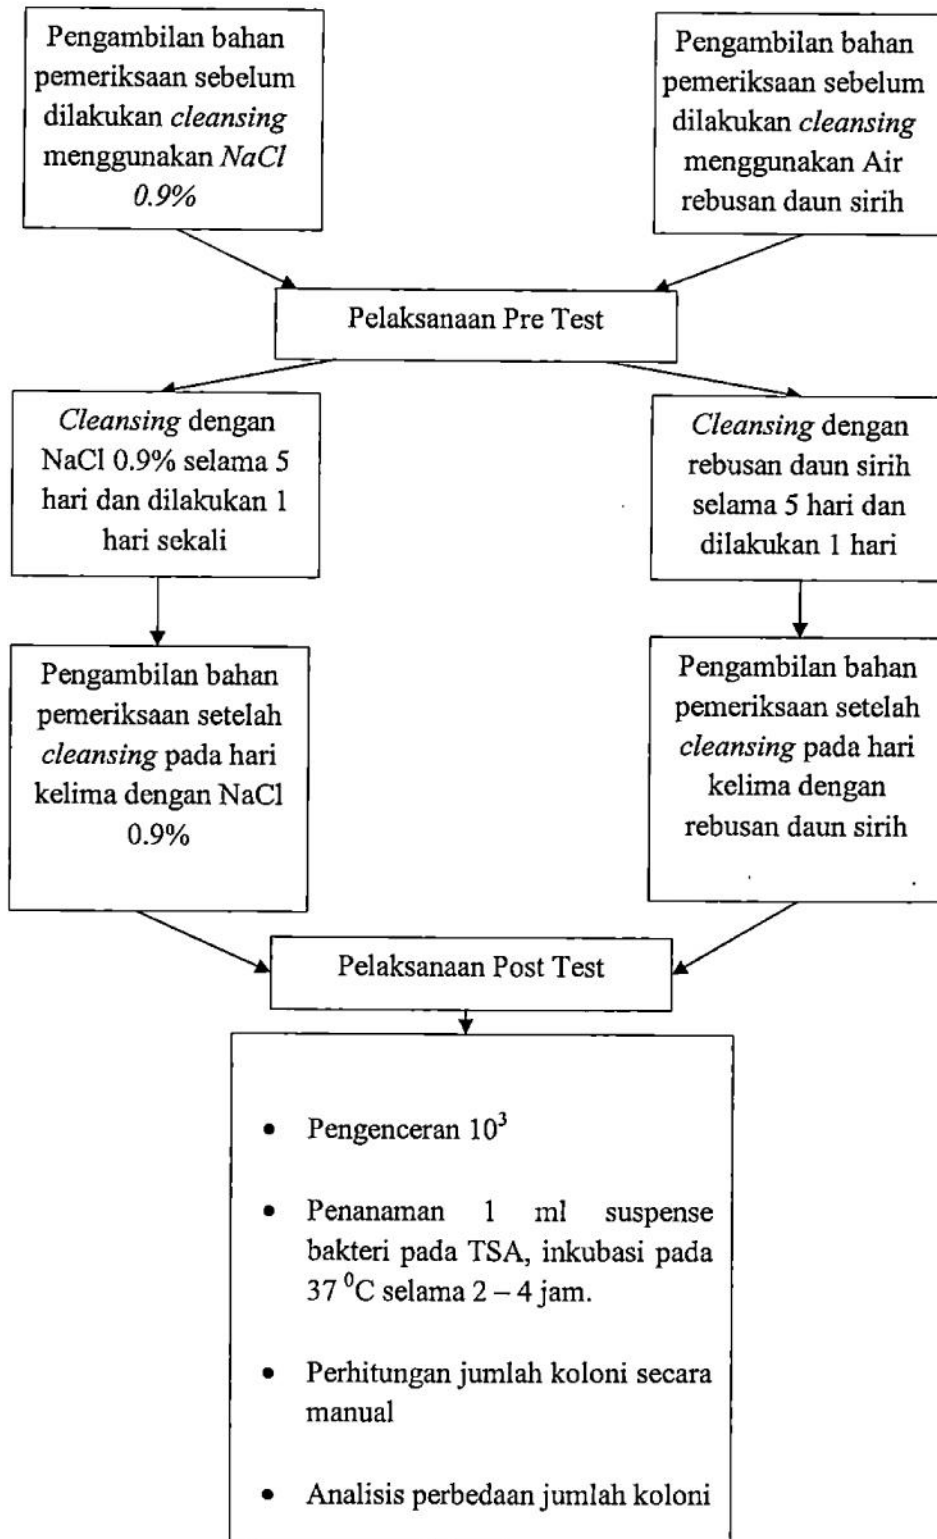 Pengambilan bahan
pemeriksaan sebelum
dilakukan cleansing
menggunakan NaCl
0.9%
Pengambilan bahan
pemeriksaan sebelum
dilakukan cleansing
menggunakan Air
rebusan daun sirih
Pelaksanaan Pre Test
Cleansing dengan
NaCl 0.9% selama 5
hari dan dilakukan 1
hari sekali
Cleansing dengan
rebusan daun sirih
selama 5 hari dan
dilakukan 1 hari
Pengambilan bahan
pemeriksaan setelah
cleansing pada hari
kelima dengan NaCl
0.9%
Pengambilan bahan
pemeriksaan setelah
cleansing pada hari
kelima dengan
rebusan daun sirih
Pelaksanaan Post Test
• Pengenceran 10³
• Penanaman 1 ml suspense
bakteri pada TSA, inkubasi pada
37 ⁰C selama 2 – 4 jam.
• Perhitungan jumlah koloni secara
manual
• Analisis perbedaan jumlah koloni